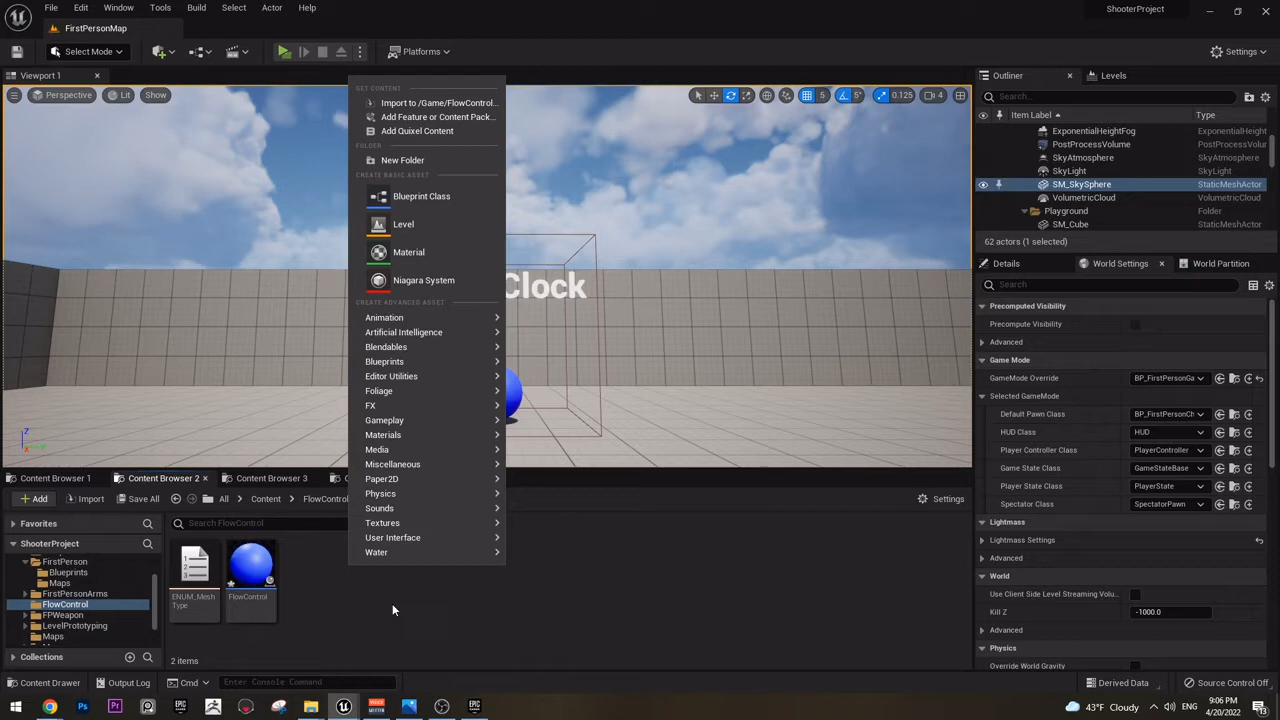 File Edit Window Tools Build Select Actor Help
ShooterProject
FirstPersonMap
Select Mode
Platforms
Settings
Viewport 1
Perspective Lit Show
5 5° 0.125 4
GET CONTENT
Import to /Game/FlowControl...
Add Feature or Content Pack...
Add Quixel Content
FOLDER
New Folder
CREATE BASIC ASSET
Blueprint Class
Level
Material
Niagara System
CREATE ADVANCED ASSET
Animation
Artificial Intelligence
Blendables
Blueprints
Editor Utilities
Foliage
FX
Gameplay
Materials
Media
Miscellaneous
Paper2D
Physics
Sounds
Textures
User Interface
Water
Clock
Outliner Levels
Search...
Item Label Type
ExponentialHeightFog ExponentialHeight
PostProcessVolume PostProcessVolur
SkyAtmosphere SkyAtmosphere
SkyLight SkyLight
SM_SkySphere StaticMeshActor
VolumetricCloud VolumetricCloud
Playground Folder
SM_Cube StaticMeshActor
62 actors (1 selected)
Details World Settings World Partition
Search
Precomputed Visibility
Precompute Visibility
Advanced
Game Mode
GameMode Override BP_FirstPersonGa
Selected GameMode
Default Pawn Class BP_FirstPersonCh
HUD Class HUD
Player Controller Class PlayerController
Game State Class GameStateBase
Player State Class PlayerState
Spectator Class SpectatorPawn
Lightmass
Lightmass Settings
Advanced
World
Use Client Side Level Streaming Volu...
Kill Z -1000.0
Advanced
Physics
Override World Gravity
Content Browser 1 Content Browser 2 Content Browser 3
Add Import Save All All Content FlowControl
Settings
Favorites
Search FlowControl
ShooterProject
FirstPerson
Blueprints
Maps
FirstPersonArms
FlowControl
FPWeapon
LevelPrototyping
Maps
Collections
ENUM_Mesh
Type
FlowControl
2 items
Content Drawer Output Log Cmd Enter Console Command
Derived Data Source Control Off
43°F Cloudy
9:06 PM
4/20/2022